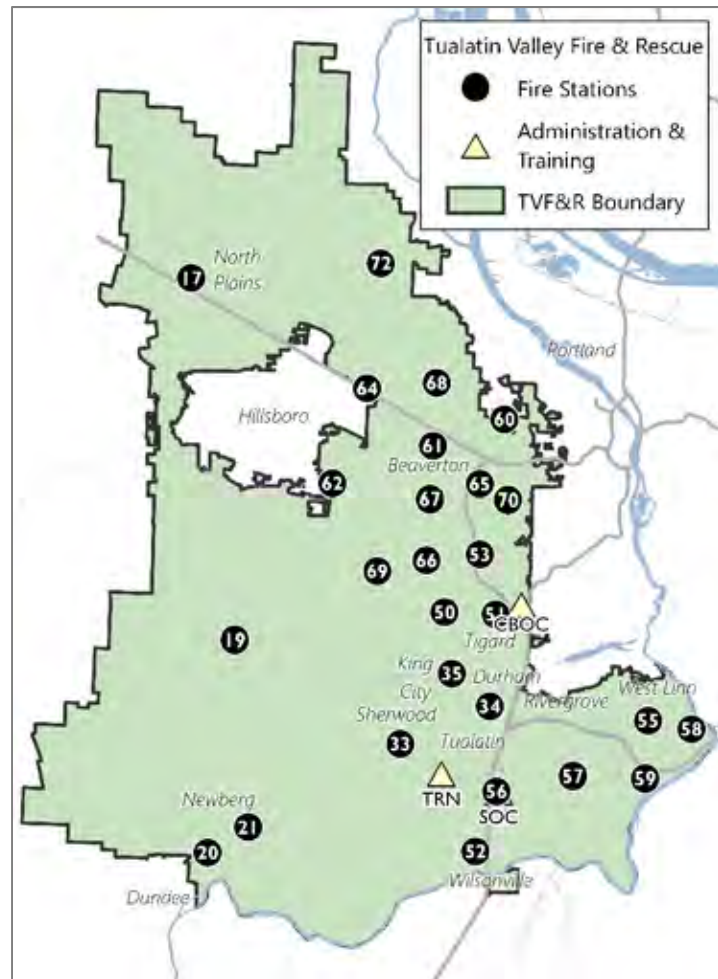 Tualatin Valley Fire & Rescue
Fire Stations
Administration &
Training
TVF&R Boundary
North
Plains
17
72
Portland
64
68
Hillsboro
60
61
Beaverton
62
65
67
70
53
66
69
50
51
CBOC
19
Tigard
King
City
35
Durham
West Linn
Rivergrove
Sherwood
34
55
58
33
Tualatin
TRN
57
59
56
SOC
Newberg
21
20
52
Wilsonville
Dundee